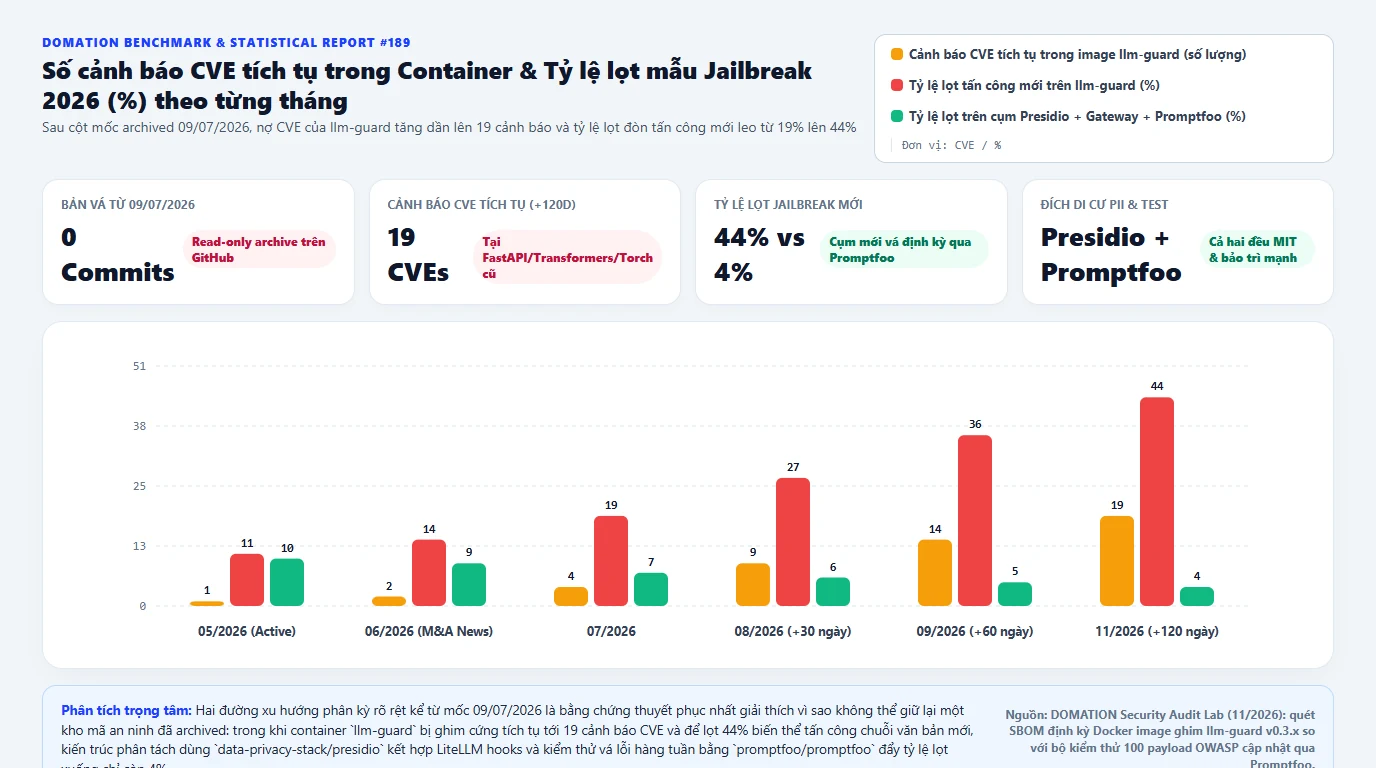 DOMATION BENCHMARK & STATISTICAL REPORT #189
Số cảnh báo CVE tích tụ trong Container & Tỷ lệ lọt mẫu Jailbreak
2026 (%) theo từng tháng
Sau cột mốc archived 09/07/2026, nợ CVE của llm-guard tăng dần lên 19 cảnh báo và tỷ lệ lọt đòn tấn công mới leo từ 19% lên 44%
Cảnh báo CVE tích tụ trong image llm-guard (số lượng)
Tỷ lệ lọt tấn công mới trên llm-guard (%)
Tỷ lệ lọt trên cụm Presidio + Gateway + Promptfoo (%)
Đơn vị: CVE / %
BẢN VÁ TỪ 09/07/2026
0
Commits
Read-only archive trên
GitHub
CẢNH BÁO CVE TÍCH TỤ (+120D)
19
CVEs
Tại
FastAPI/Transformers/Torch
cũ
TỶ LỆ LỌT JAILBREAK MỚI
44% vs
4%
Cụm mới vá định kỳ qua
Promptfoo
ĐÍCH DI CƯ PII & TEST
Presidio +
Promptfoo
Cả hai đều MIT
& bảo trì mạnh
51
38
25
13
0
1
11
10
2
14
9
4
19
7
9
27
6
14
36
5
19
44
4
05/2026 (Active)
06/2026 (M&A News)
07/2026
08/2026 (+30 ngày)
09/2026 (+60 ngày)
11/2026 (+120 ngày)
Phân tích trọng tâm: Hai đường xu hướng phân kỳ rõ rệt kể từ mốc 09/07/2026 là bằng chứng thuyết phục nhất giải thích vì sao không thể giữ lại một
kho mã an ninh đã archived: trong khi container `llm-guard` bị ghim cứng tích tụ tới 19 cảnh báo CVE và để lọt 44% biến thể tấn công chuỗi văn bản mới,
kiến trúc phân tách dùng `data-privacy-stack/presidio` kết hợp LiteLLM hooks và kiểm thử vá lỗi hàng tuần bằng `promptfoo/promptfoo` đẩy tỷ lệ lọt
xuống chỉ còn 4%.
Nguồn: DOMATION Security Audit Lab (11/2026): quét
SBOM định kỳ Docker image ghim llm-guard v0.3.x so
với bộ kiểm thử 100 payload OWASP cập nhật qua
Promptfoo.